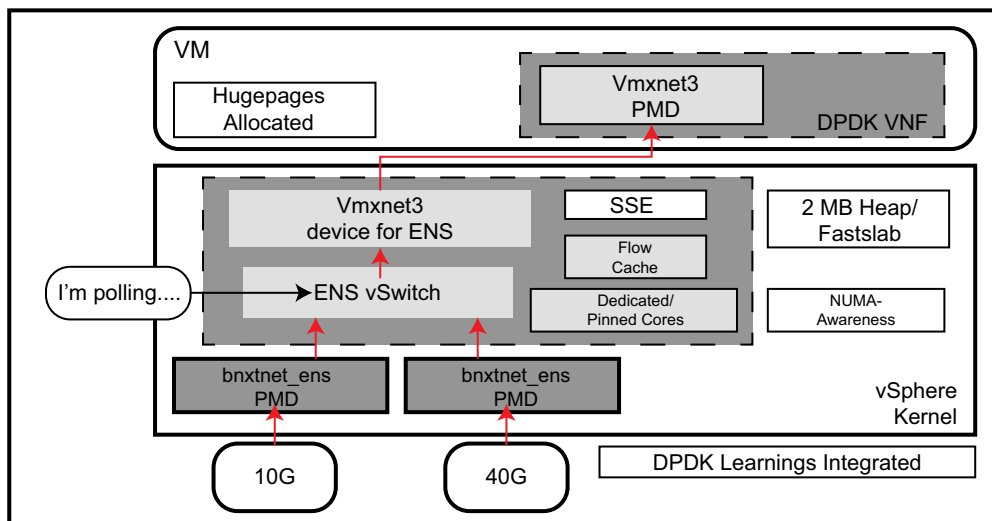 VM
Hugepages
Allocated
Vmxnet3
PMD
DPDK VNF
Vmxnet3
device for ENS
SSE
2 MB Heap/
Fastslab
Flow
Cache
I'm polling....
ENS vSwitch
Dedicated/
Pinned Cores
NUMA-
Awareness
bnxtnet_ens
PMD
bnxtnet_ens
PMD
vSphere
Kernel
10G
40G
DPDK Learnings Integrated